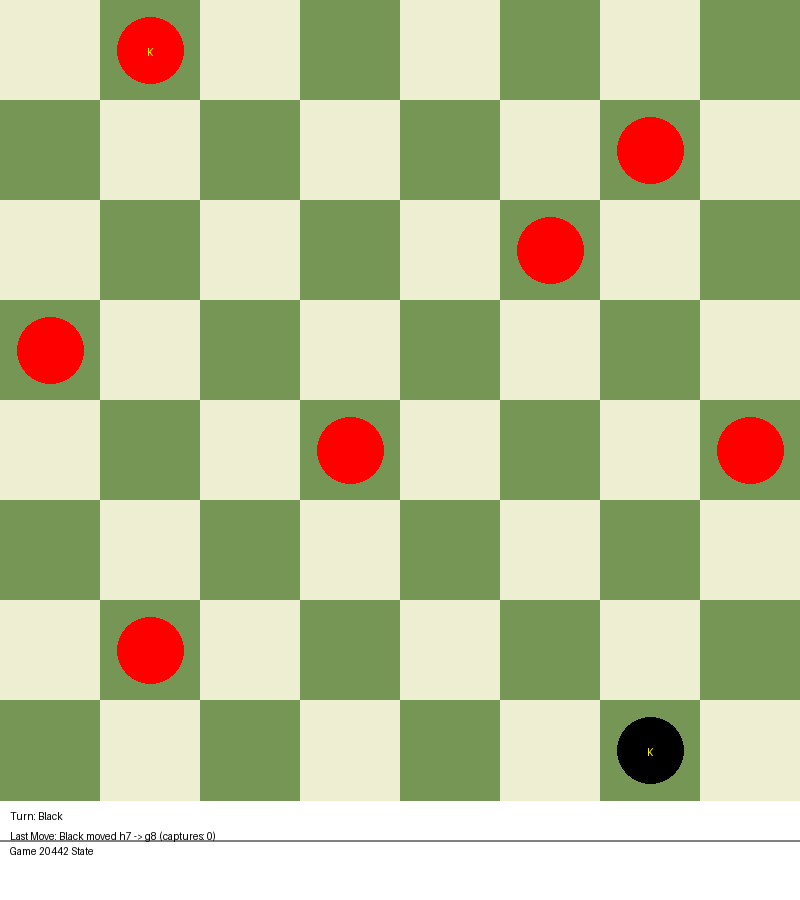 K
K
Turn: Black
Last Move: Black moved h7 -> g8 (captures: 0)
Game 20442 State